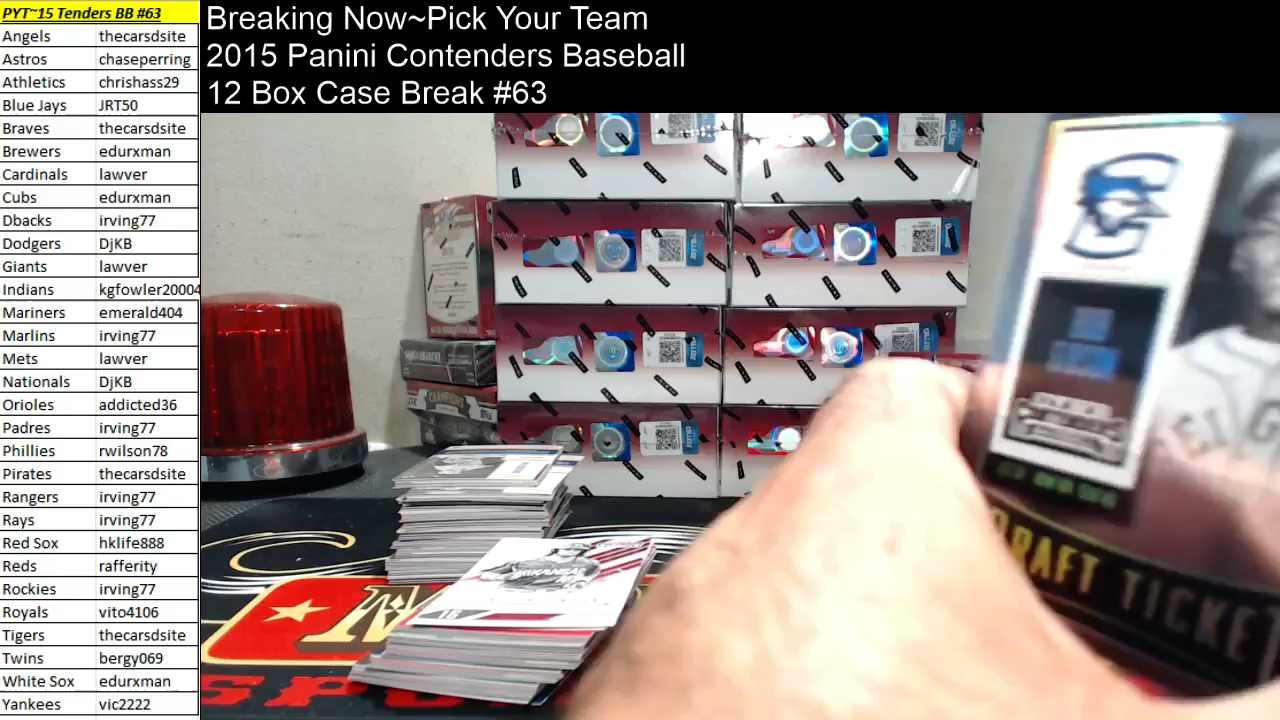 PYT~15 Tenders BB #63
Angels thecarsdsite
Astros chaseperring
Athletics chrishass29
Blue Jays JRT50
Braves thecarsdsite
Brewers edurxman
Cardinals lawver
Cubs edurxman
Dbacks irving77
Dodgers DjKB
Giants lawver
Indians kgfowler20004
Mariners emerald404
Marlins irving77
Mets lawver
Nationals DjKB
Orioles addicted36
Padres irving77
Phillies rwilson78
Pirates thecarsdsite
Rangers irving77
Rays irving77
Red Sox hklife888
Reds rafferity
Rockies irving77
Royals vito4106
Tigers thecarsdsite
Twins bergy069
White Sox edurxman
Yankees vic2222
Breaking Now~Pick Your Team
2015 Panini Contenders Baseball
12 Box Case Break #63
CHAMPIONS
ARKANSAS
DRAFT TICKE